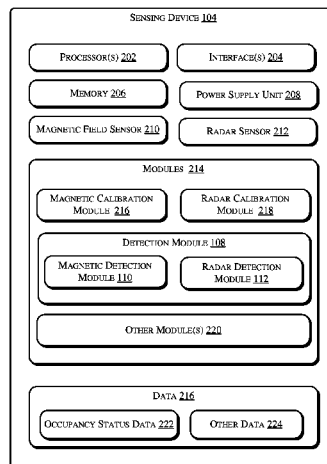 SENSING DEVICE 104
PROCESSOR(S) 202
INTERFACE(S) 204
MEMORY 206
POWER SUPPLY UNIT 208
MAGNETIC FIELD SENSOR 210
RADAR SENSOR 212
MODULES 214
MAGNETIC CALIBRATION
MODULE 216
RADAR CALIBRATION
MODULE 218
DETECTION MODULE 108
MAGNETIC DETECTION
MODULE 110
RADAR DETECTION
MODULE 112
OTHER MODULE(S) 220
DATA 216
OCCUPANCY STATUS DATA 222
OTHER DATA 224